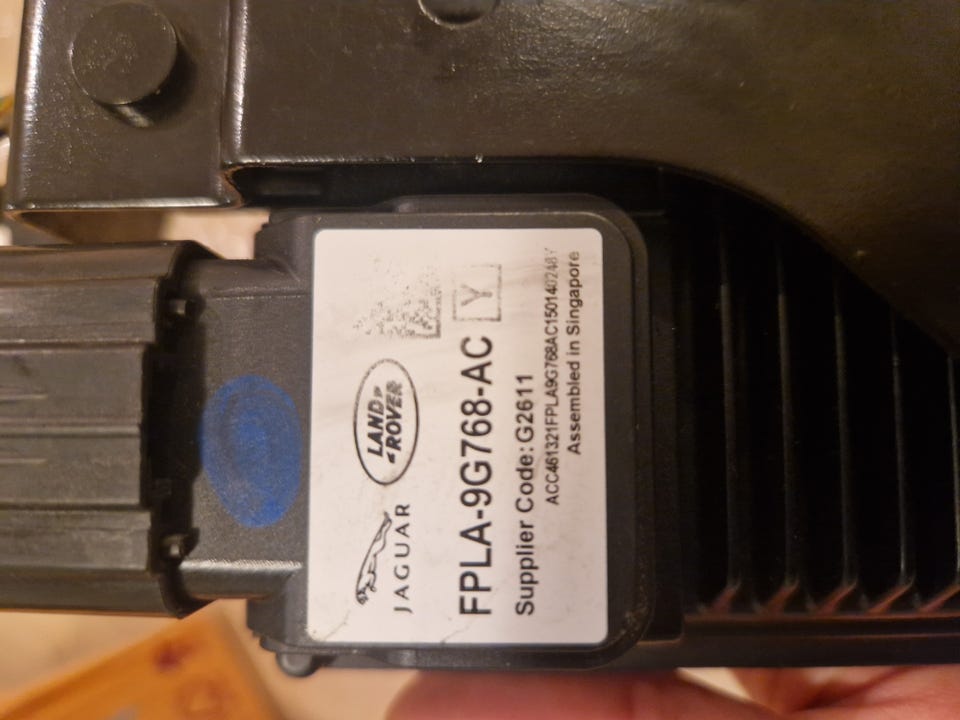 JAGUAR
LAND
ROVER
FPLA-9G768-AC
Y
Supplier Code: G2611
ACC461321FPLA9G768AC150140248Y
Assembled in Singapore